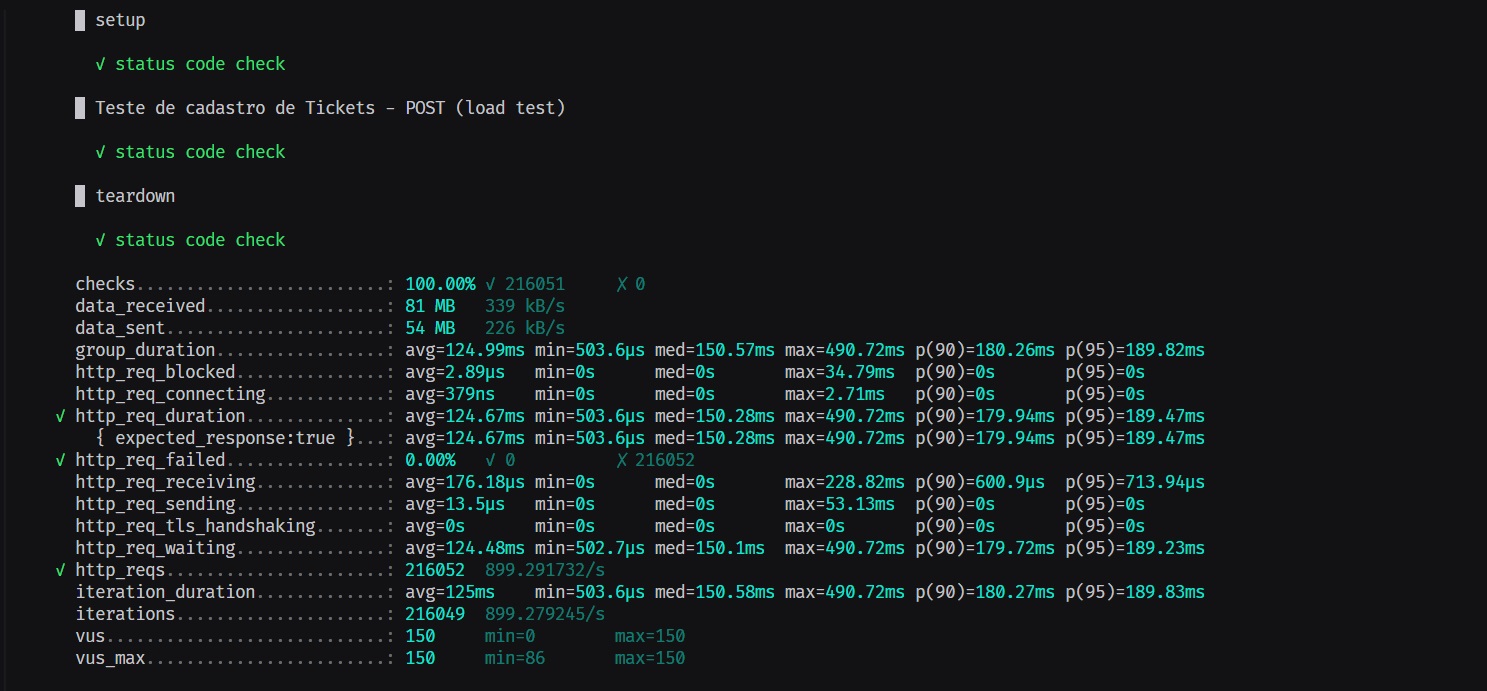 █ setup
√ status code check
█ Teste de cadastro de Tickets - POST (load test)
√ status code check
█ teardown
√ status code check
checks.........................: 100.00% √ 216051 ✗ 0
data_received..................: 81 MB 339 kB/s
data_sent......................: 54 MB 226 kB/s
group_duration.................: avg=124.99ms min=503.6µs med=150.57ms max=490.72ms p(90)=180.26ms p(95)=189.82ms
http_req_blocked...............: avg=2.89µs min=0s med=0s max=34.79ms p(90)=0s p(95)=0s
http_req_connecting............: avg=379ns min=0s med=0s max=2.71ms p(90)=0s p(95)=0s
√ http_req_duration..............: avg=124.67ms min=503.6µs med=150.28ms max=490.72ms p(90)=179.94ms p(95)=189.47ms
{ expected_response:true }...: avg=124.67ms min=503.6µs med=150.28ms max=490.72ms p(90)=179.94ms p(95)=189.47ms
√ http_req_failed................: 0.00% √ 0 ✗ 216052
http_req_receiving.............: avg=176.18µs min=0s med=0s max=228.82ms p(90)=600.9µs p(95)=713.94µs
http_req_sending...............: avg=13.5µs min=0s med=0s max=53.13ms p(90)=0s p(95)=0s
http_req_tls_handshaking.......: avg=0s min=0s med=0s max=0s p(90)=0s p(95)=0s
http_req_waiting...............: avg=124.48ms min=502.7µs med=150.1ms max=490.72ms p(90)=179.72ms p(95)=189.23ms
√ http_reqs......................: 216052 899.291732/s
iteration_duration.............: avg=125ms min=503.6µs med=150.58ms max=490.72ms p(90)=180.27ms p(95)=189.83ms
iterations.....................: 216049 899.279245/s
vus............................: 150 min=0 max=150
vus_max........................: 150 min=86 max=150